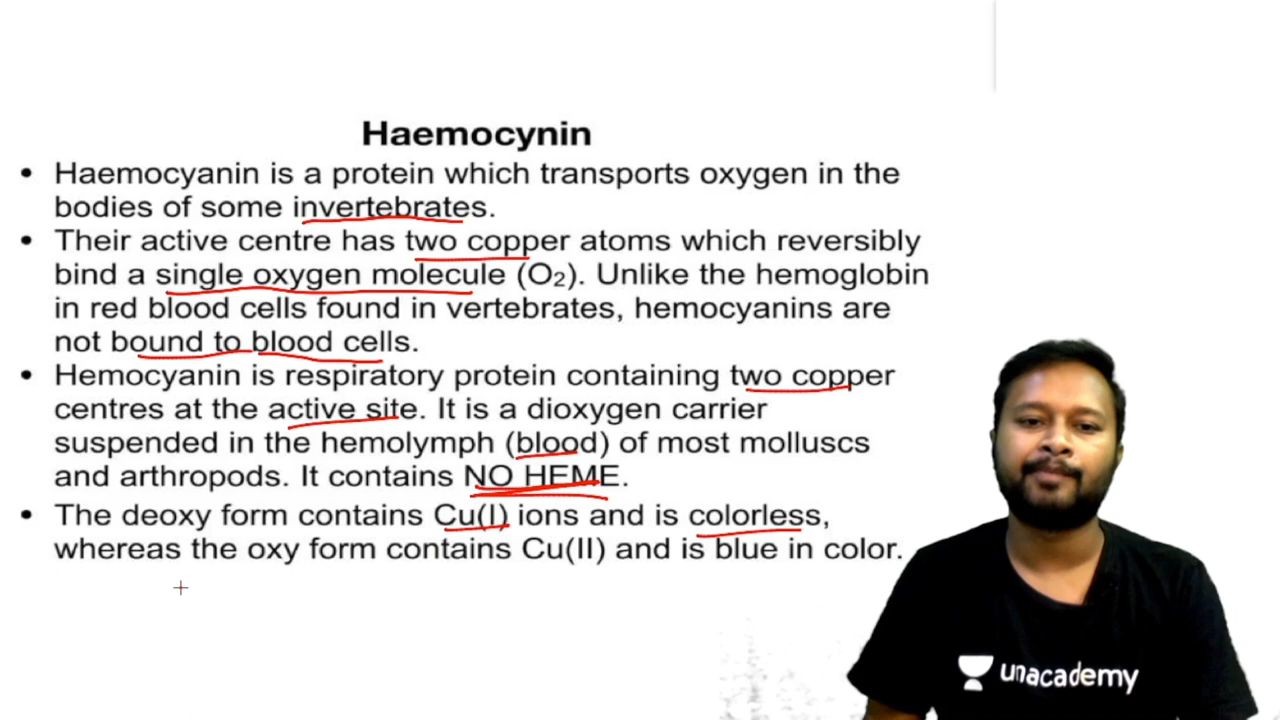 Haemocynin
• Haemocyanin is a protein which transports oxygen in the
bodies of some invertebrates.
• Their active centre has two copper atoms which reversibly
bind a single oxygen molecule (O₂). Unlike the hemoglobin
in red blood cells found in vertebrates, hemocyanins are
not bound to blood cells.
• Hemocyanin is respiratory protein containing two copper
centres at the active site. It is a dioxygen carrier
suspended in the hemolymph (blood) of most molluscs
and arthropods. It contains NO HEME.
• The deoxy form contains Cu(I) ions and is colorless,
whereas the oxy form contains Cu(II) and is blue in color.
unacademy